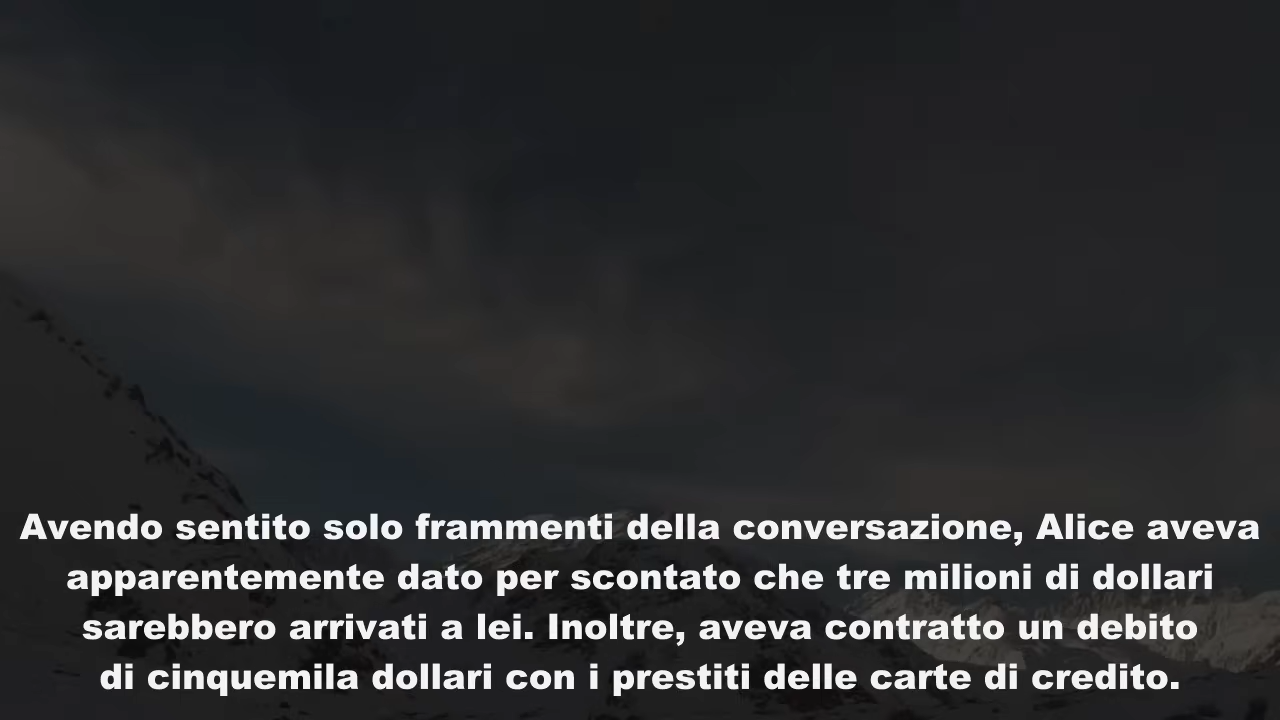 Avendo sentito solo frammenti della conversazione, Alice aveva
apparentemente dato per scontato che tre milioni di dollari
sarebbero arrivati a lei. Inoltre, aveva contratto un debito
di cinquemila dollari con i prestiti delle carte di credito.